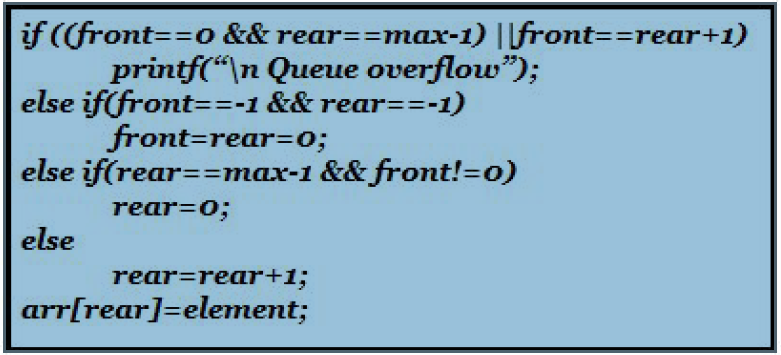 if ((front==0 && rear==max-1) ||front==rear+1)
printf(“\n Queue overflow”);
else if(front==-1 && rear==-1)
front=rear=0;
else if(rear==max-1 && front!=0)
rear=0;
else
rear=rear+1;
arr[rear]=element;